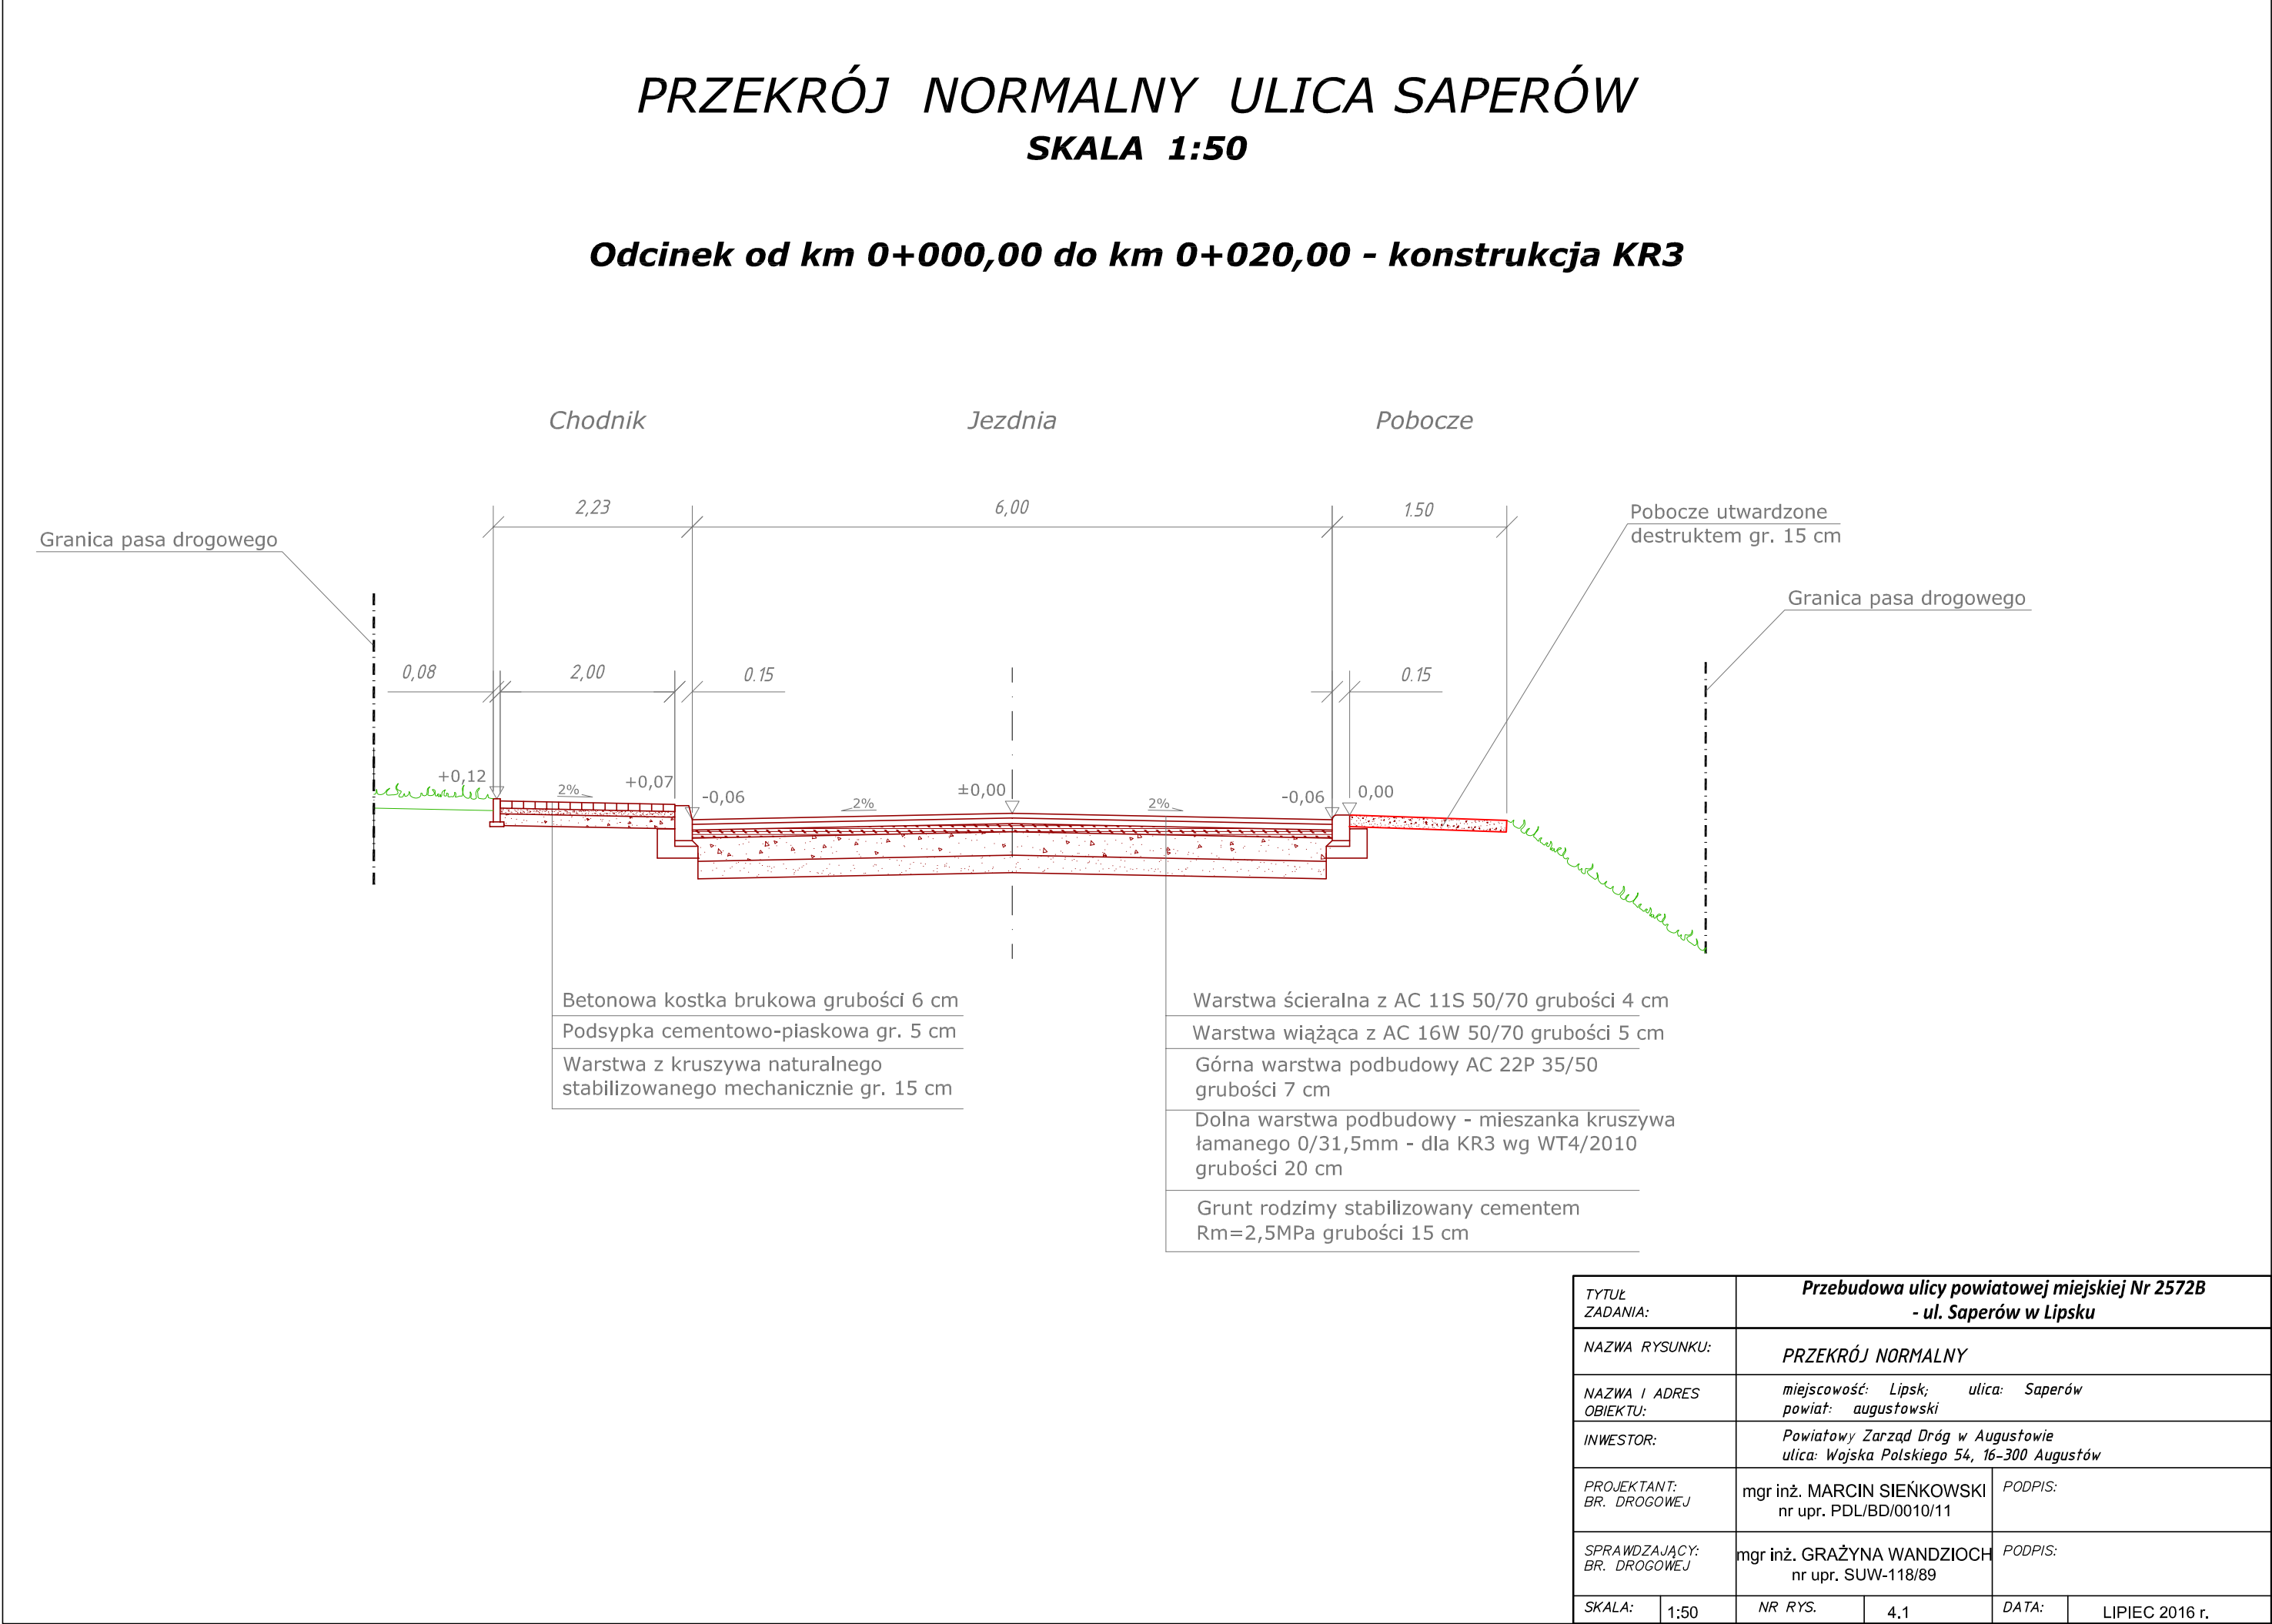 PRZEKRÓJ NORMALNY ULICA SAPERÓW
SKALA 1:50
Odcinek od km 0+000,00 do km 0+020,00 - konstrukcja KR3
Chodnik
Jezdnia
Pobocze
2,23
6,00
1.50
Pobocze utwardzone
destruktem gr. 15 cm
Granica pasa drogowego
Granica pasa drogowego
0,08
2,00
0.15
0.15
+0,12
2%
+0,07
-0,06
2%
±0,00
2%
-0,06
0,00
Betonowa kostka brukowa grubości 6 cm
Podsypka cementowo-piaskowa gr. 5 cm
Warstwa z kruszywa naturalnego
stabilizowanego mechanicznie gr. 15 cm
Warstwa ścieralna z AC 11S 50/70 grubości 4 cm
Warstwa wiążąca z AC 16W 50/70 grubości 5 cm
Górna warstwa podbudowy AC 22P 35/50
grubości 7 cm
Dolna warstwa podbudowy - mieszanka kruszywa
łamanego 0/31,5mm - dla KR3 wg WT4/2010
grubości 20 cm
Grunt rodzimy stabilizowany cementem
Rm=2,5MPa grubości 15 cm
TYTUŁ
ZADANIA:
Przebudowa ulicy powiatowej miejskiej Nr 2572B
- ul. Saperów w Lipsku
NAZWA RYSUNKU:
PRZEKRÓJ NORMALNY
NAZWA I ADRES
OBIEKTU:
miejscowość: Lipsk; ulica: Saperów
powiat: augustowski
INWESTOR:
Powiatowy Zarząd Dróg w Augustowie
ulica: Wojska Polskiego 54, 16-300 Augustów
PROJEKTANT:
BR. DROGOWEJ
mgr inż. MARCIN SIEŃKOWSKI
nr upr. PDL/BD/0010/11
PODPIS:
SPRAWDZAJĄCY:
BR. DROGOWEJ
mgr inż. GRAŻYNA WANDZIOCH
nr upr. SUW-118/89
PODPIS:
SKALA:
1:50
NR RYS.
4.1
DATA:
LIPIEC 2016 r.